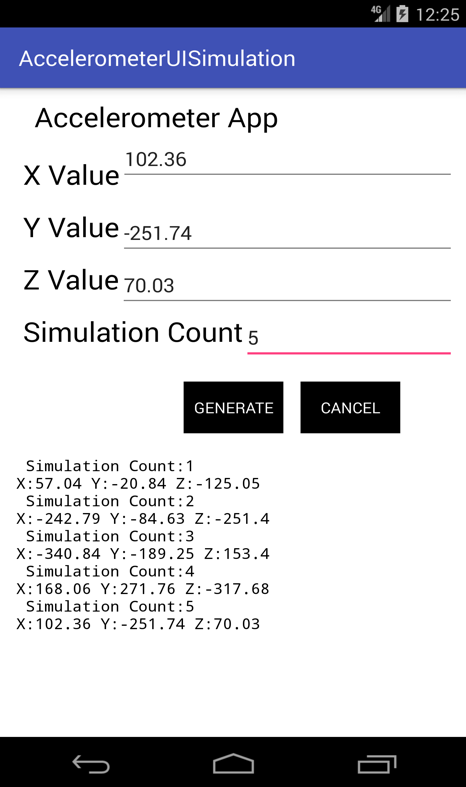 4G 12:25
AccelerometerUISimulation
Accelerometer App
X Value 102.36
Y Value -251.74
Z Value 70.03
Simulation Count 5
GENERATE CANCEL
Simulation Count:1
X:57.04 Y:-20.84 Z:-125.05
Simulation Count:2
X:-242.79 Y:-84.63 Z:-251.4
Simulation Count:3
X:-340.84 Y:-189.25 Z:153.4
Simulation Count:4
X:168.06 Y:271.76 Z:-317.68
Simulation Count:5
X:102.36 Y:-251.74 Z:70.03